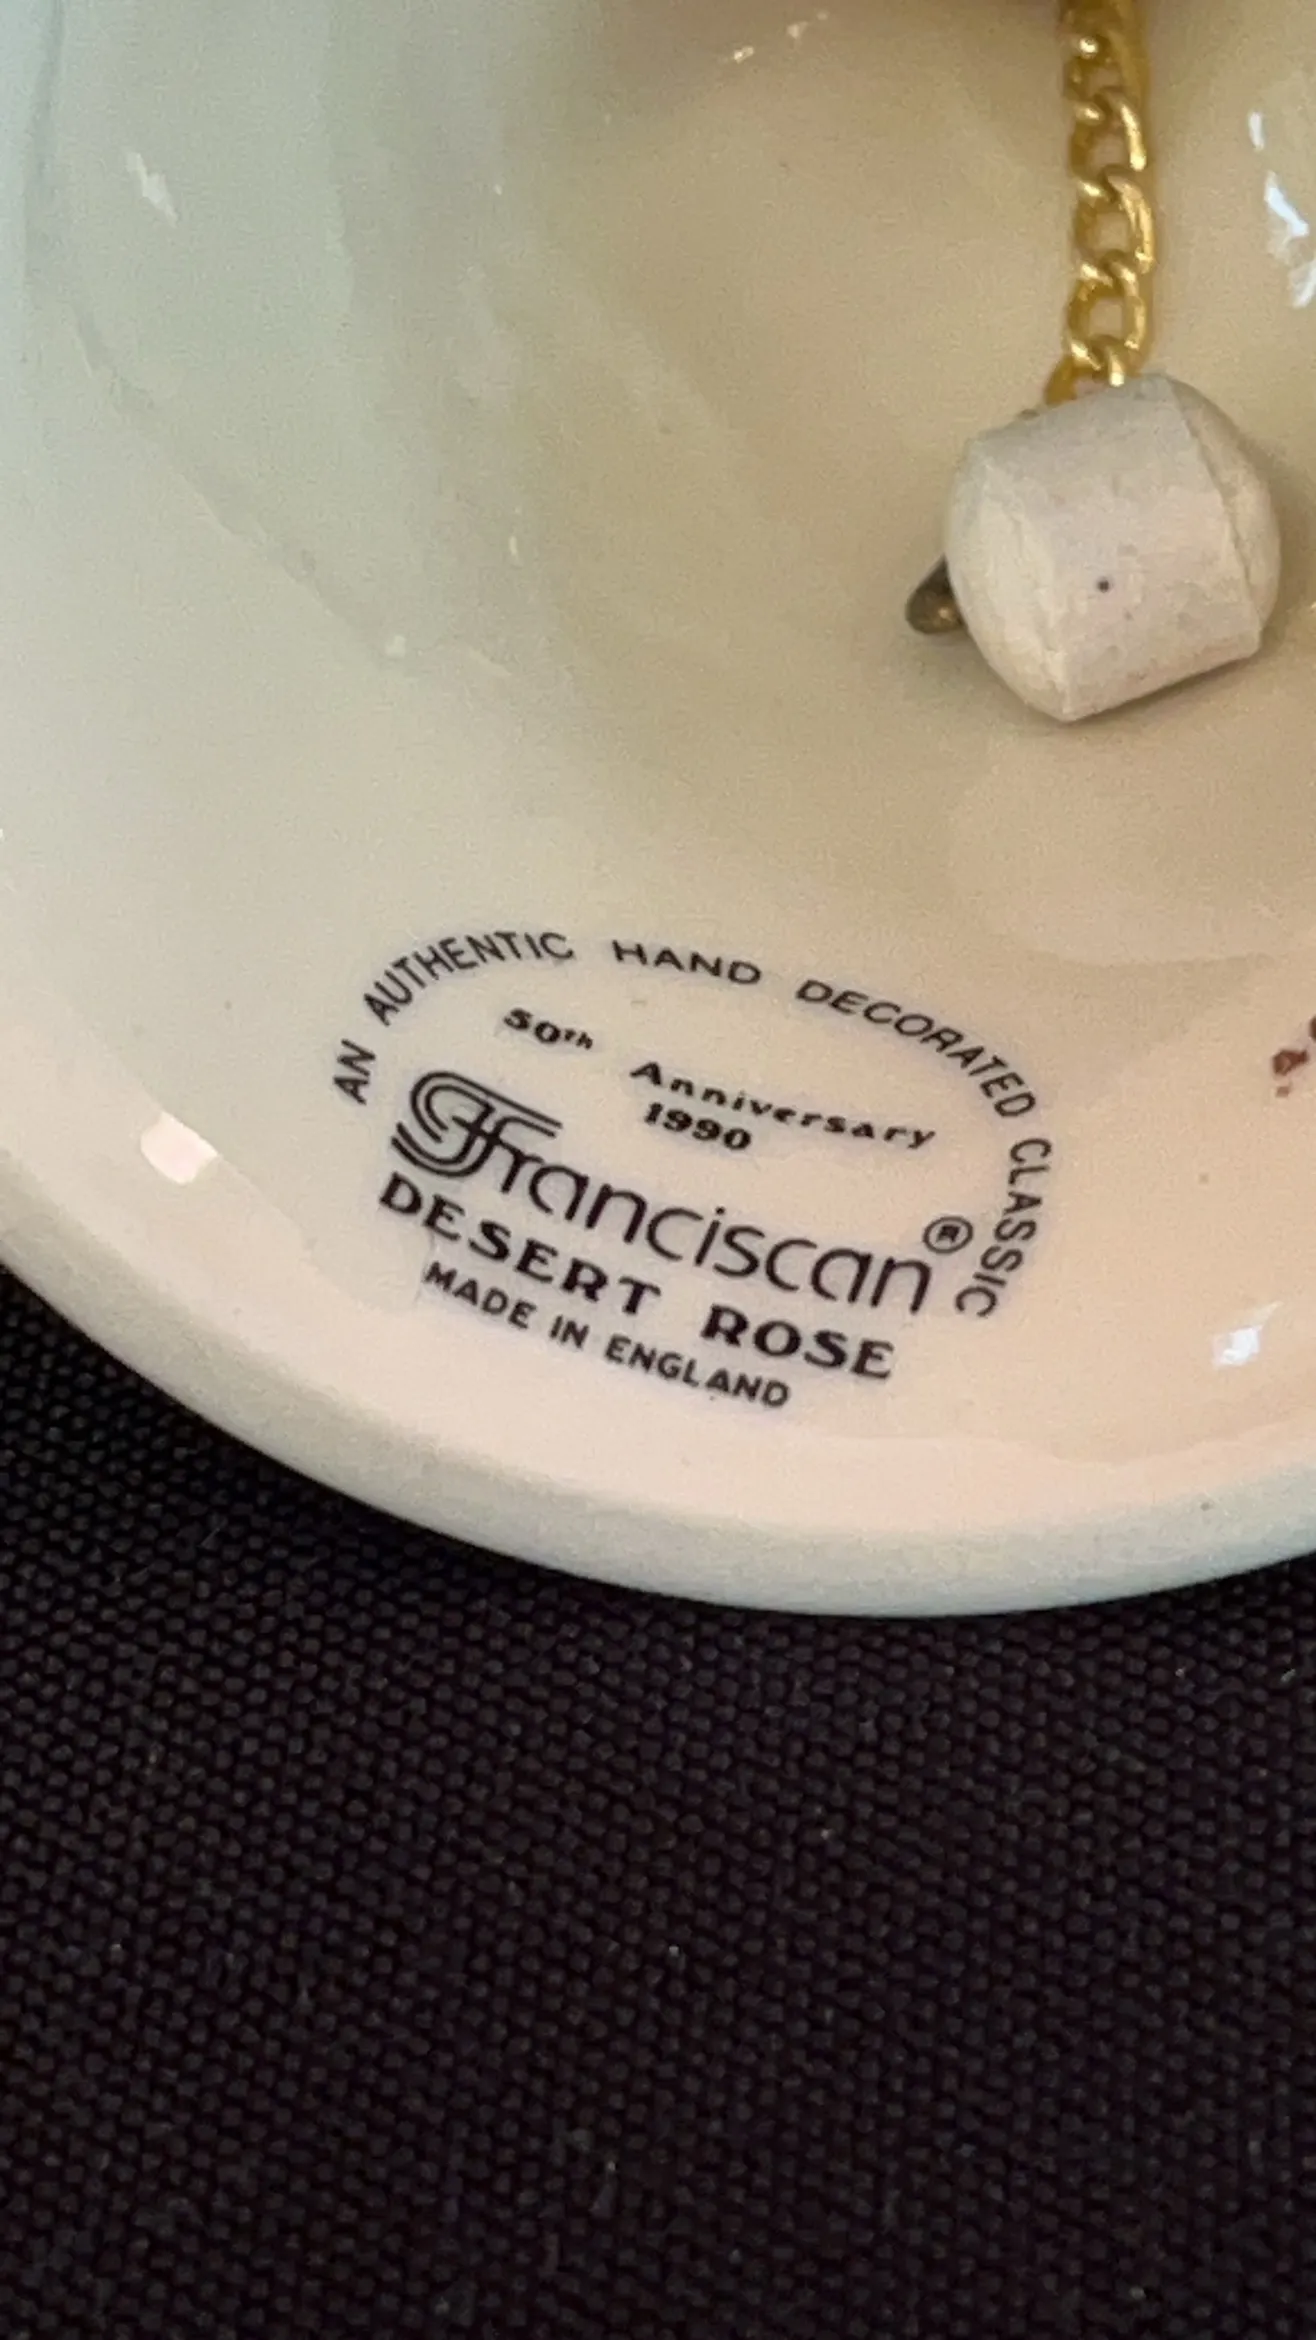 AN AUTHENTIC HAND DECORATED CLASSIC
50th Anniversary
1990
Franciscan®
DESERT ROSE
MADE IN ENGLAND